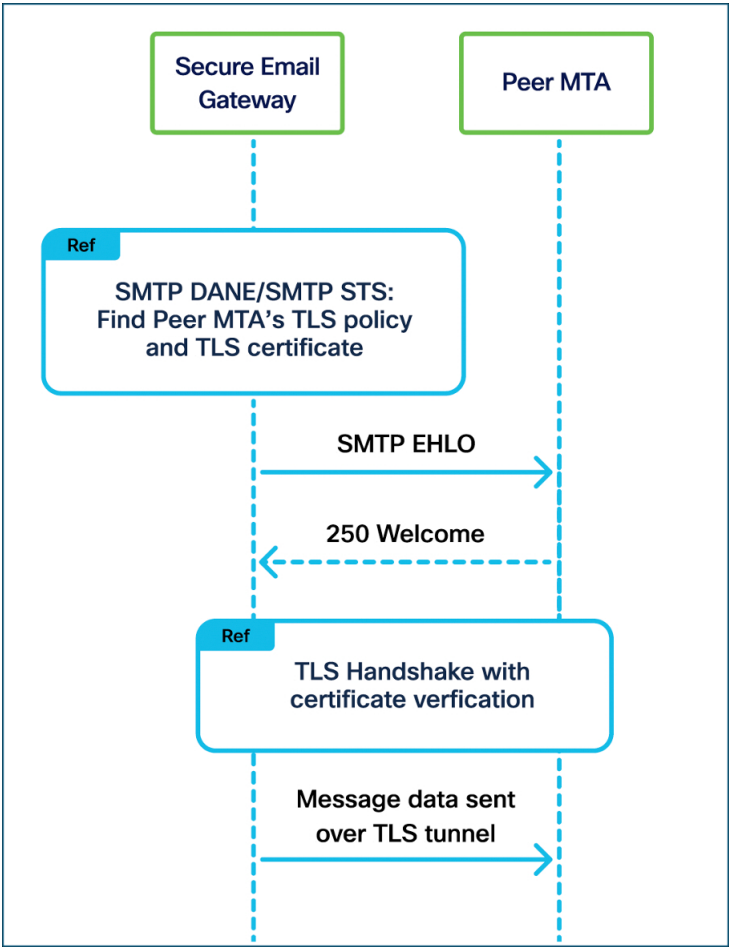 Secure Email
Gateway
Peer MTA
Ref
SMTP DANE/SMTP STS:
Find Peer MTA's TLS policy
and TLS certificate
SMTP EHLO
250 Welcome
Ref
TLS Handshake with
certificate verfication
Message data sent
over TLS tunnel